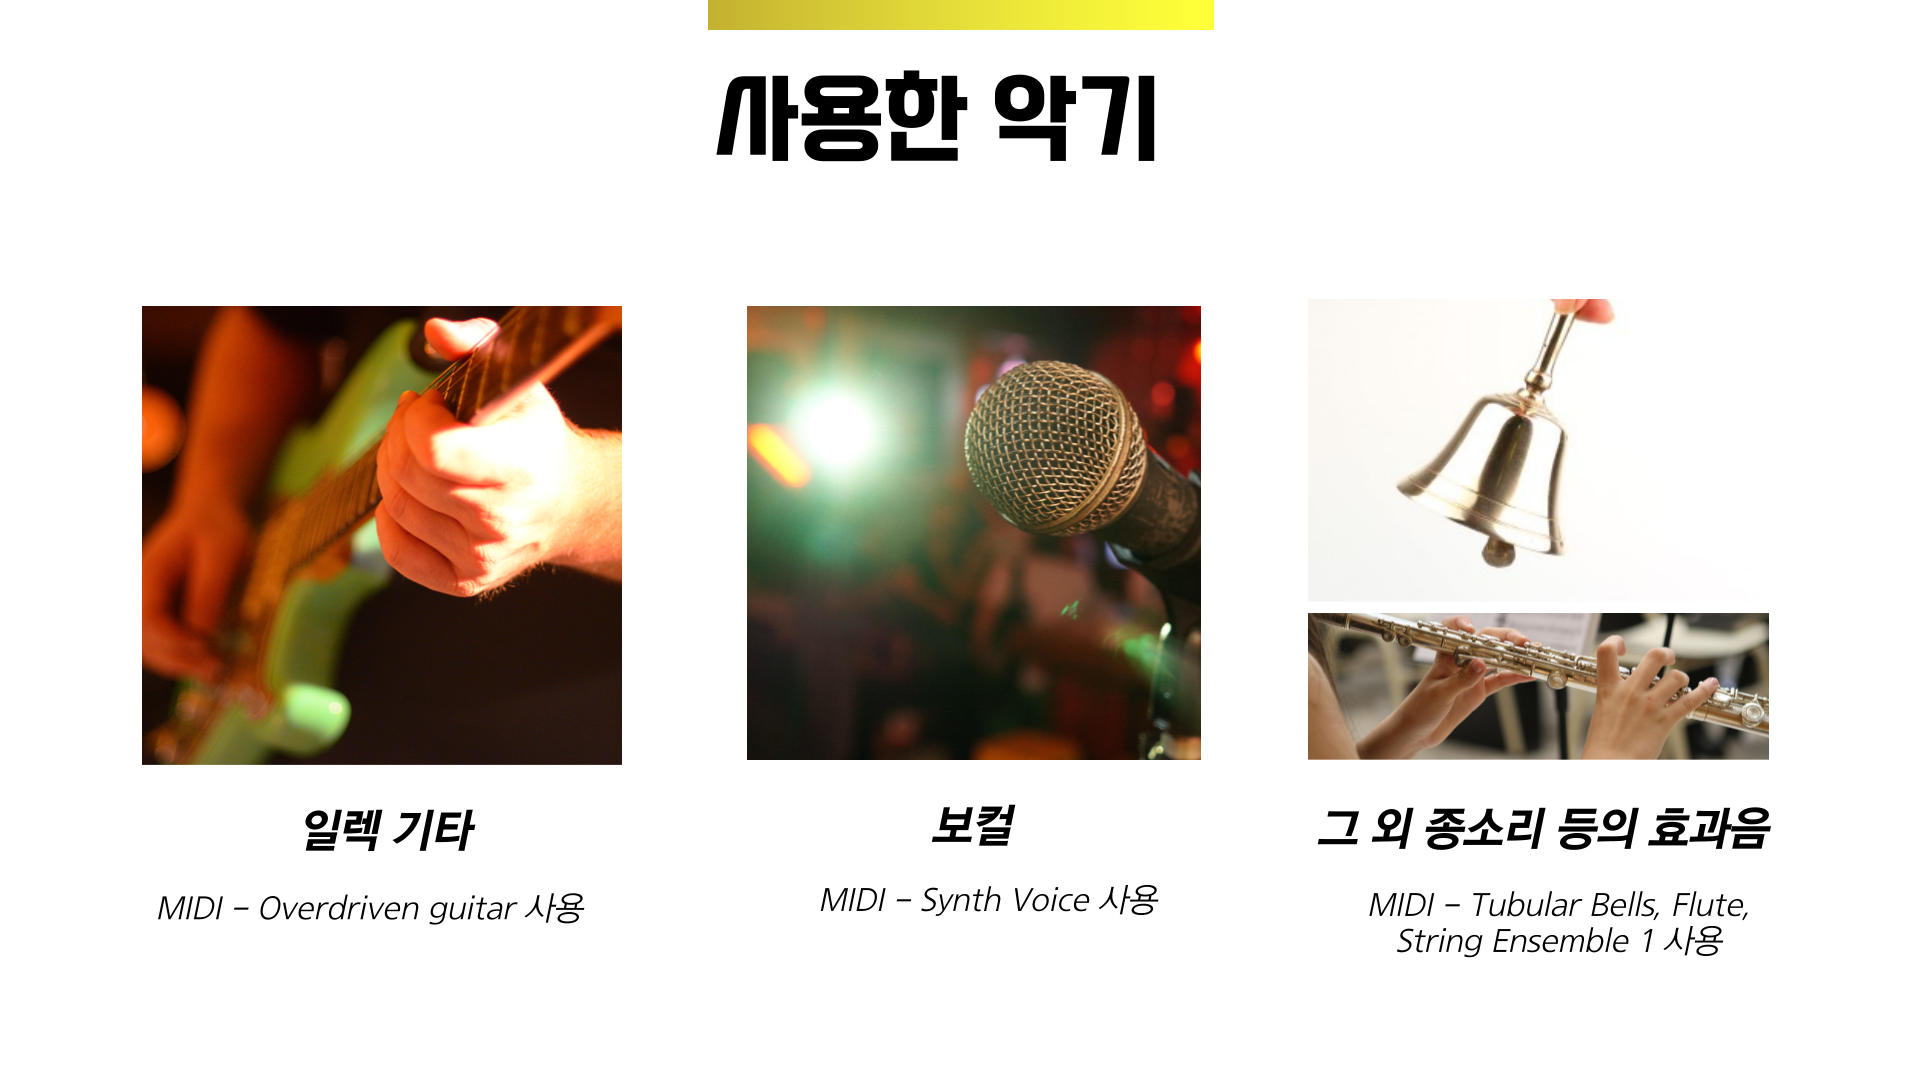 사용한 악기
일렉 기타
MIDI - Overdriven guitar 사용
보컬
MIDI - Synth Voice 사용
그 외 종소리 등의 효과음
MIDI - Tubular Bells, Flute,
String Ensemble 1 사용